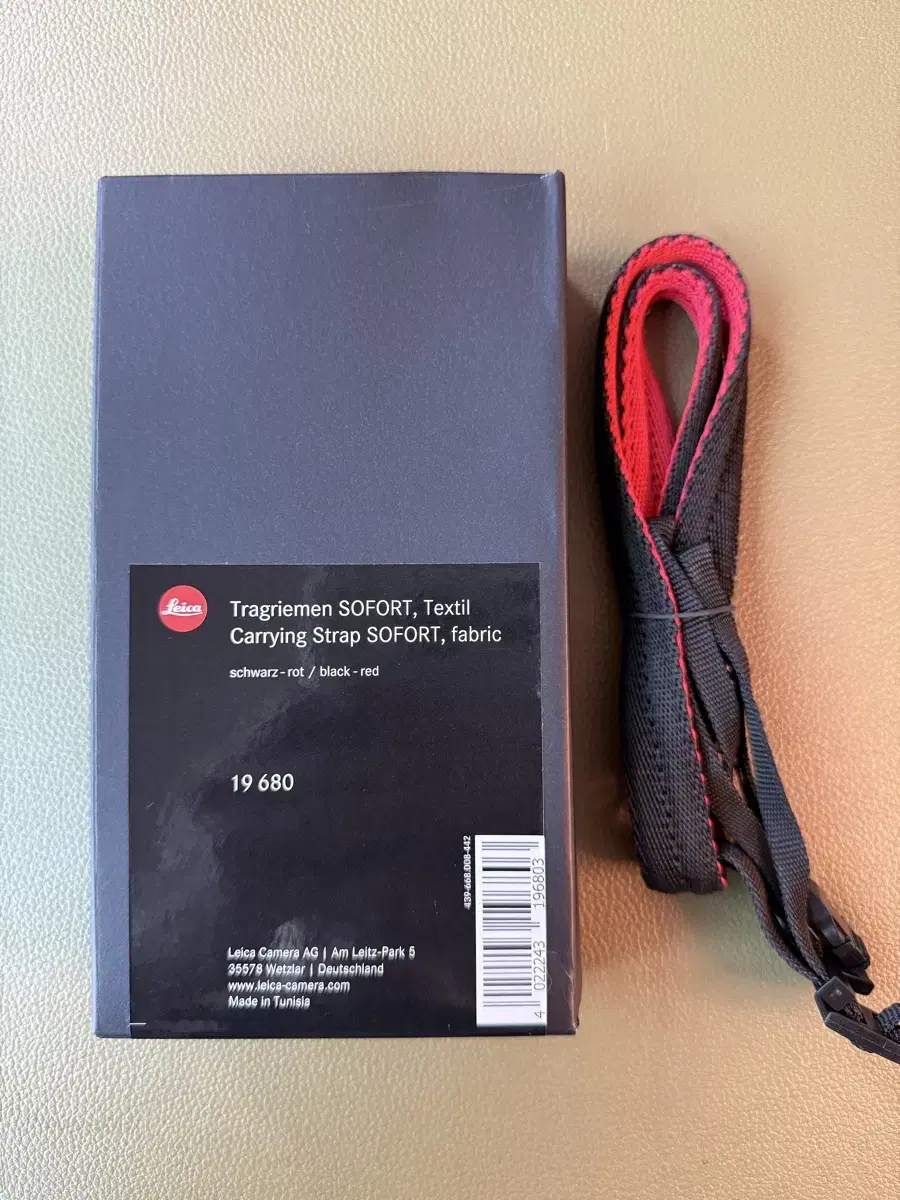 Leica
Tragriemen SOFORT, Textil
Carrying Strap SOFORT, fabric
schwarz-rot / black-red
19 680
439-668.008-442
4 022243 196803
Leica Camera AG | Am Leitz-Park 5
35578 Wetzlar | Deutschland
www.leica-camera.com
Made in Tunisia